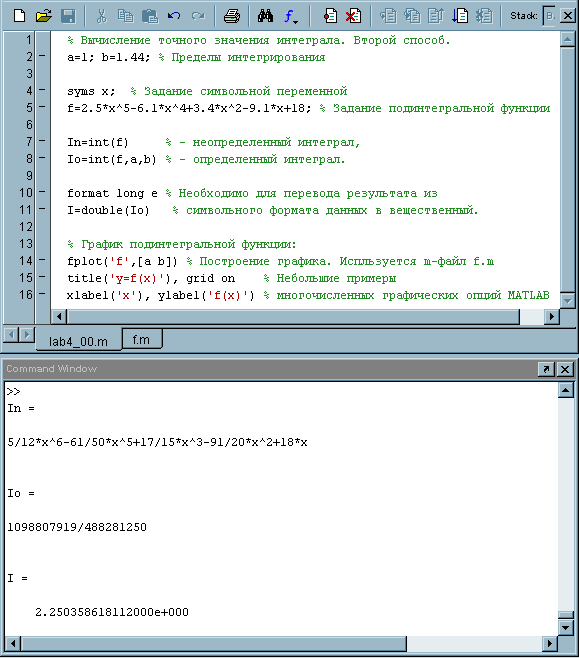 Stack: B.
1 % Вычисление точного значения интеграла. Второй способ.
2 – a=1; b=1.44; % Пределы интегрирования
3
4 – syms x; % Задание символьной переменной
5 – f=2.5*x^5-6.1*x^4+3.4*x^2-9.1*x+18; % Задание подинтегральной функции
6
7 – In=int(f) % - неопределенный интеграл,
8 – Io=int(f,a,b) % - определенный интеграл.
9
10 – format long e % Необходимо для перевода результата из
11 – I=double(Io) % символьного формата данных в вещественный.
12
13 % График подинтегральной функции:
14 – fplot('f',[a b]) % Построение графика. Испльзуется m-файл f.m
15 – title('y=f(x)'), grid on % Небольшие примеры
16 – xlabel('x'), ylabel('f(x)') % многочисленных графических опций MATLAB
lab4_00.m f.m
Command Window
>>
In =
5/12*x^6-61/50*x^5+17/15*x^3-91/20*x^2+18*x
Io =
1098807919/488281250
I =
2.250358618112000e+000